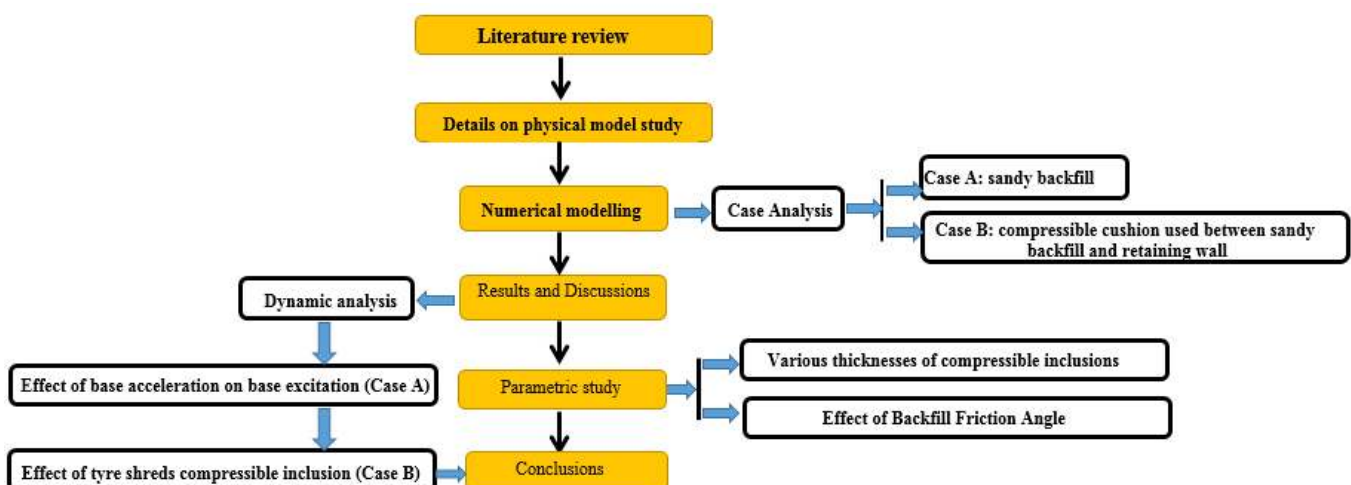 Literature review
Details on physical model study
Numerical modelling
Case Analysis
Case A: sandy backfill
Case B: compressible cushion used between sandy
backfill and retaining wall
Results and Discussions
Dynamic analysis
Effect of base acceleration on base excitation (Case A)
Effect of tyre shreds compressible inclusion (Case B)
Parametric study
Various thicknesses of compressible inclusions
Effect of Backfill Friction Angle
Conclusions